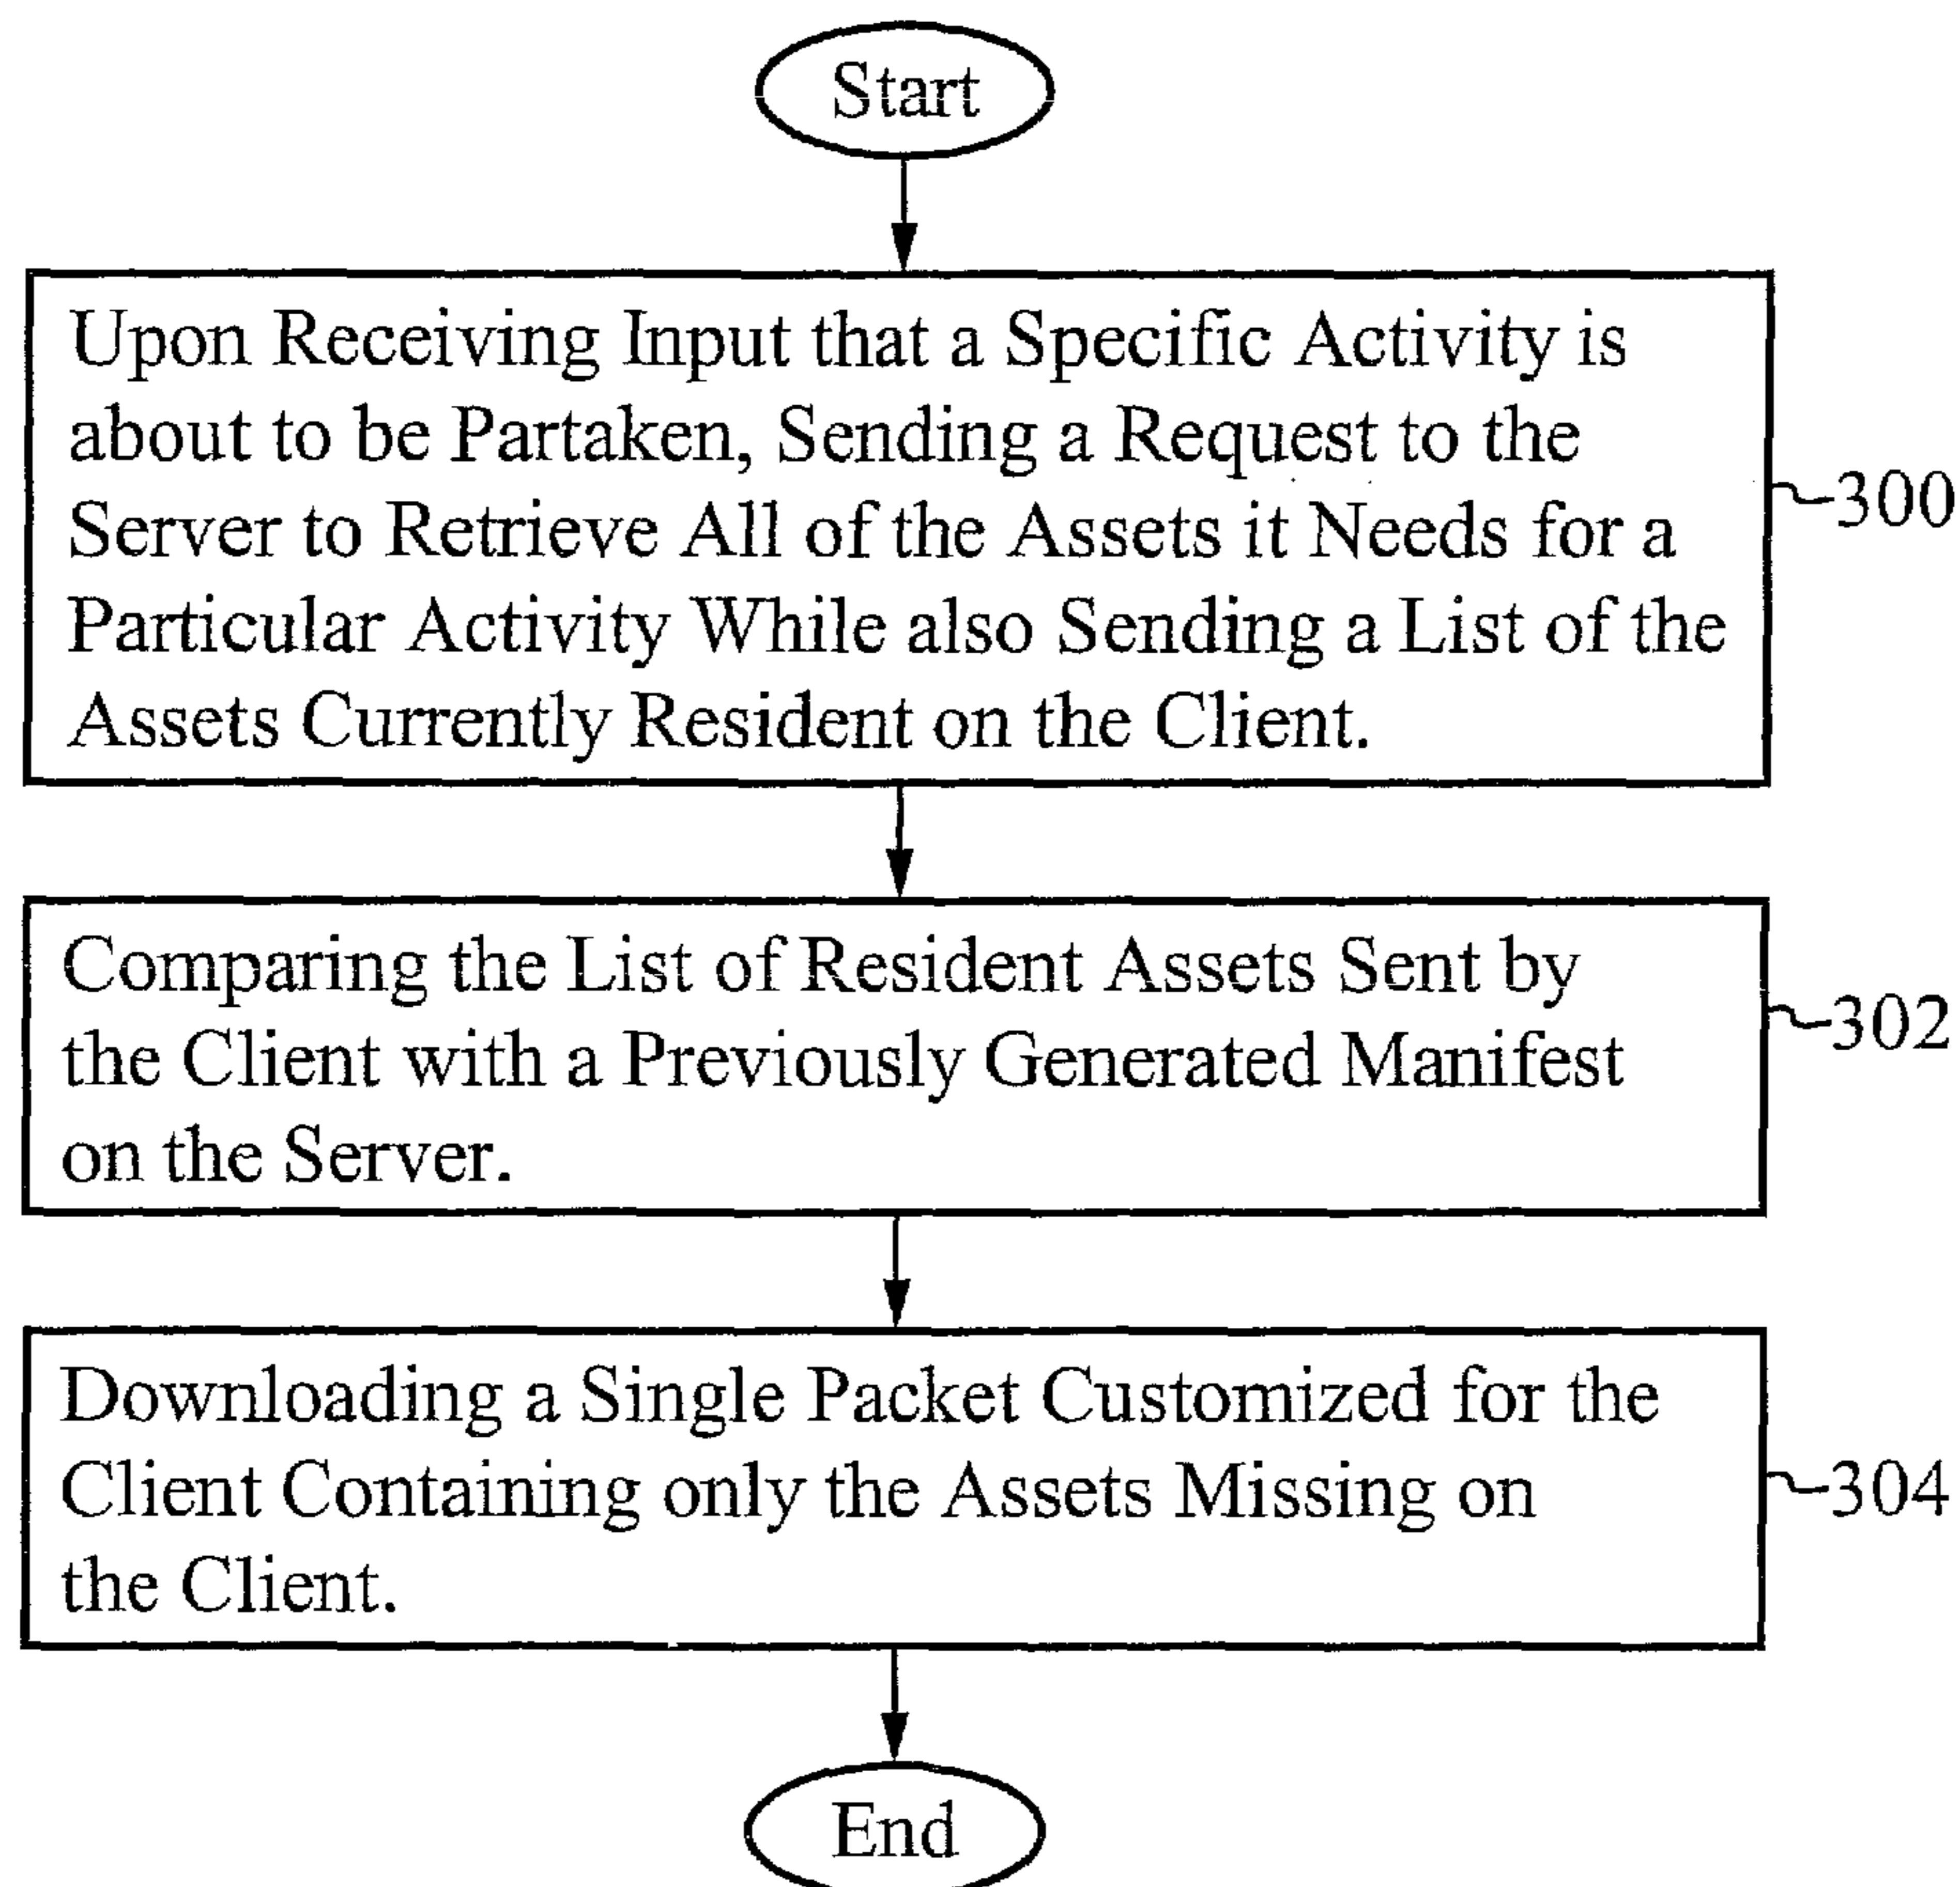 Start
Upon Receiving Input that a Specific Activity is
about to be Partaken, Sending a Request to the
Server to Retrieve All of the Assets it Needs for a
Particular Activity While also Sending a List of the
Assets Currently Resident on the Client.
300
Comparing the List of Resident Assets Sent by
the Client with a Previously Generated Manifest
on the Server.
302
Downloading a Single Packet Customized for the
Client Containing only the Assets Missing on
the Client.
304
End